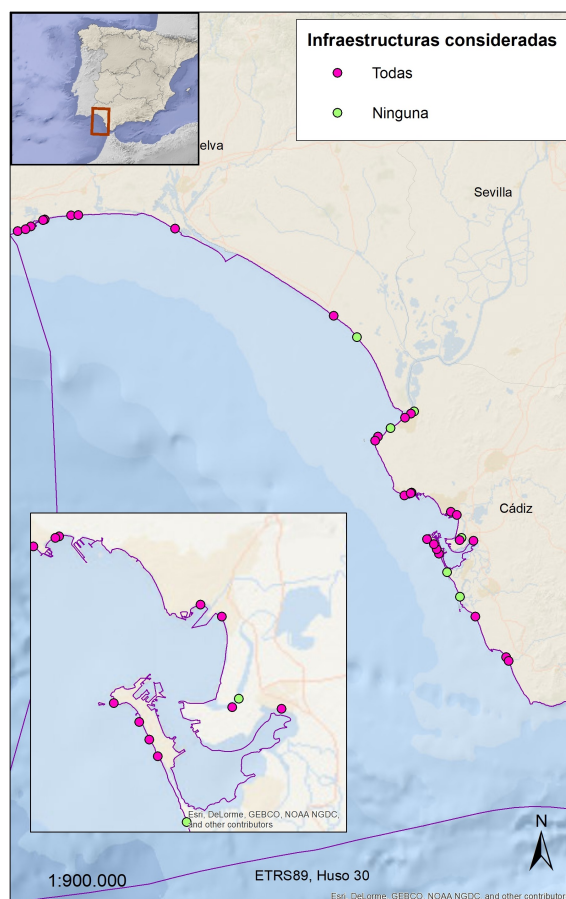 Infraestructuras consideradas
Todas
Ninguna
elva
Sevilla
Cádiz
Esri, DeLorme, GEBCO, NOAA NGDC,
and other contributors
N
1:900.000
ETRS89, Huso 30
Esri, DeLorme, GEBCO, NOAA NGDC, and other contributors